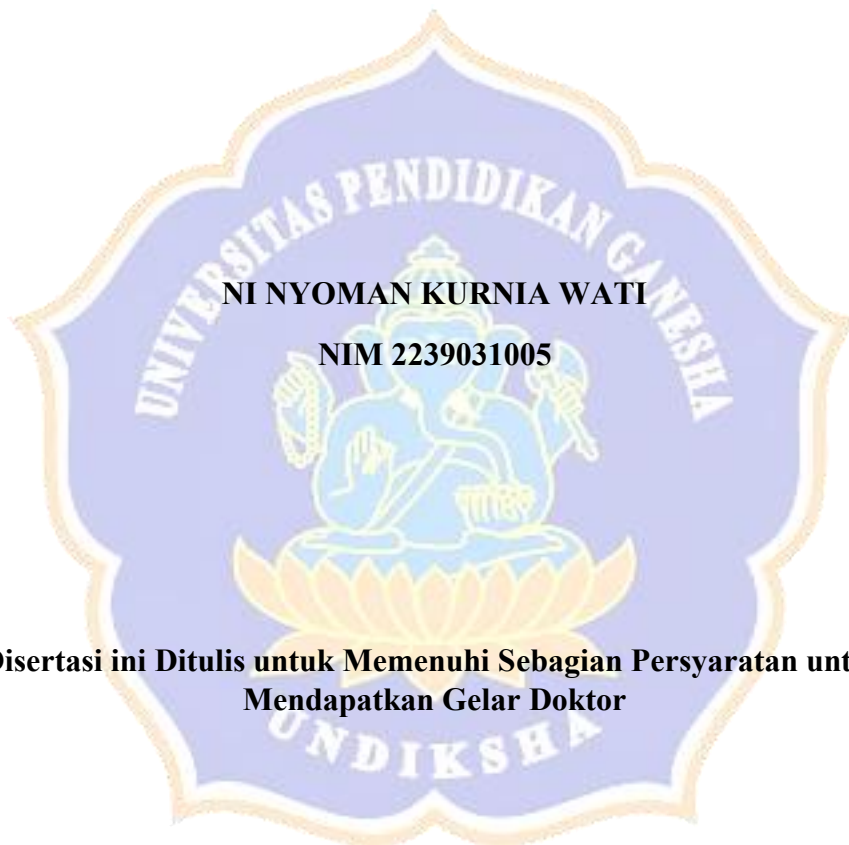 UNIVERSITAS PENDIDIKAN GANESHA
NI NYOMAN KURNIA WATI
NIM 2239031005
Disertasi ini Ditulis untuk Memenuhi Sebagian Persyaratan
Mendapatkan Gelar Doktor
UNDIKSHA